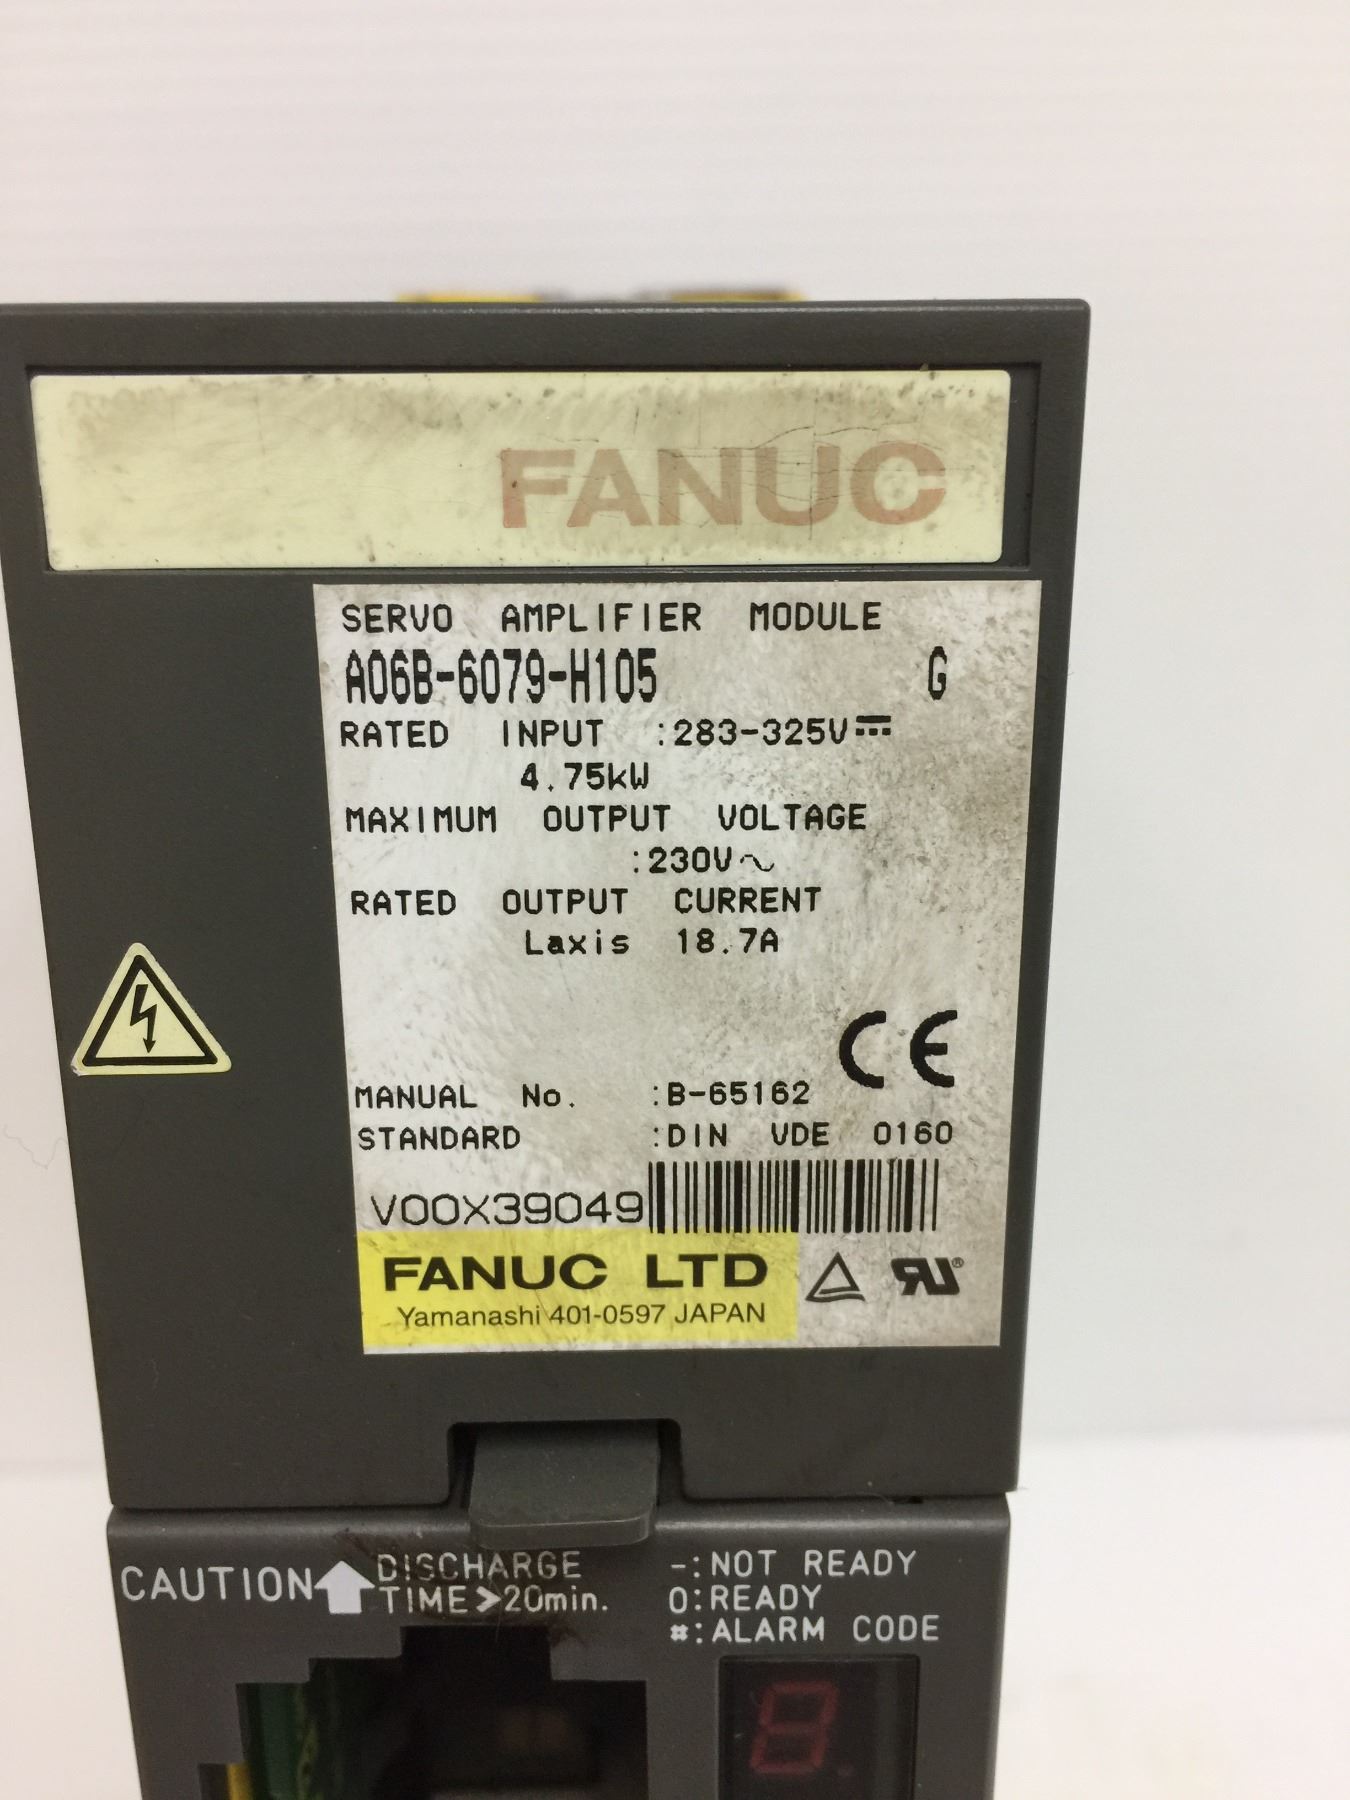 FANUC
SERVO AMPLIFIER MODULE
A06B-6079-H105 G
RATED INPUT :283-325V⎓
4.75kW
MAXIMUM OUTPUT VOLTAGE
:230V～
RATED OUTPUT CURRENT
Laxis 18.7A
CE
MANUAL No. :B-65162
STANDARD :DIN VDE 0160
V00X39049
FANUC LTD
Yamanashi 401-0597 JAPAN
CAUTION DISCHARGE
TIME>20min.
-:NOT READY
0:READY
#:ALARM CODE